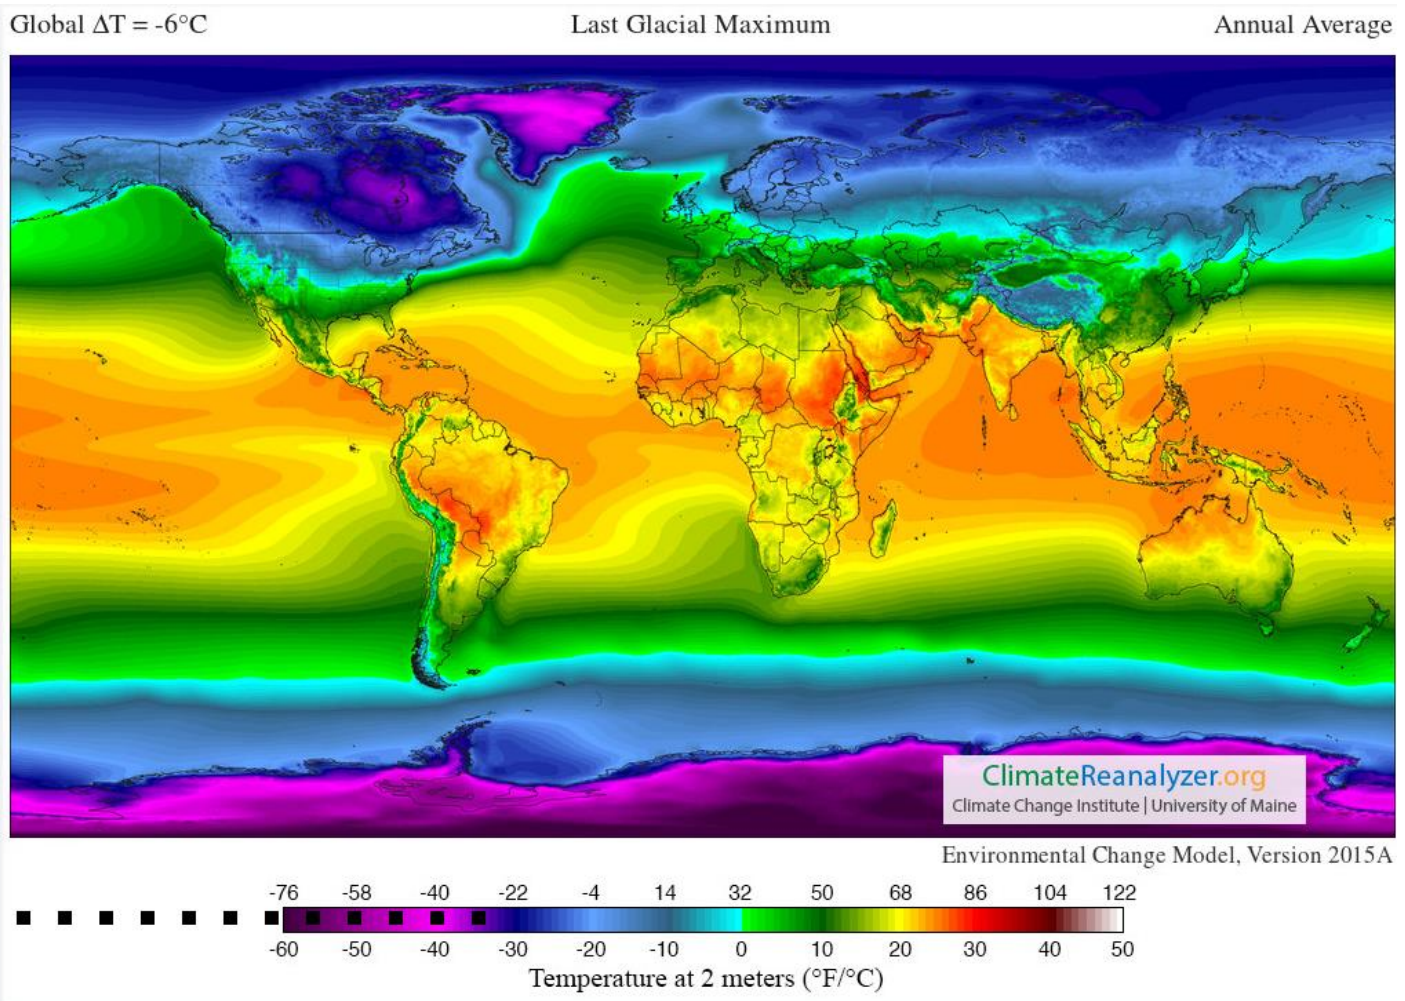 Global ΔT = -6°C Last Glacial Maximum Annual Average
ClimateReanalyzer.org
Climate Change Institute | University of Maine
Environmental Change Model, Version 2015A
-76 -58 -40 -22 -4 14 32 50 68 86 104 122
-60 -50 -40 -30 -20 -10 0 10 20 30 40 50
Temperature at 2 meters (°F/°C)